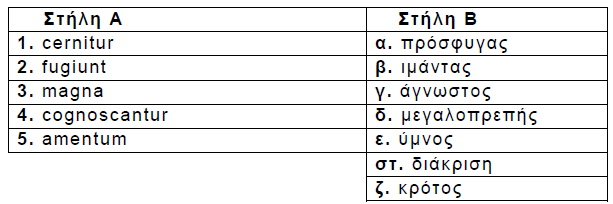 Στήλη Α Στήλη Β
1. cernitur α. πρόσφυγας
2. fugiunt β. ιμάντας
3. magna γ. άγνωστος
4. cognoscantur δ. μεγαλοπρεπής
5. amentum ε. ύμνος
στ. διάκριση
ζ. κρότος